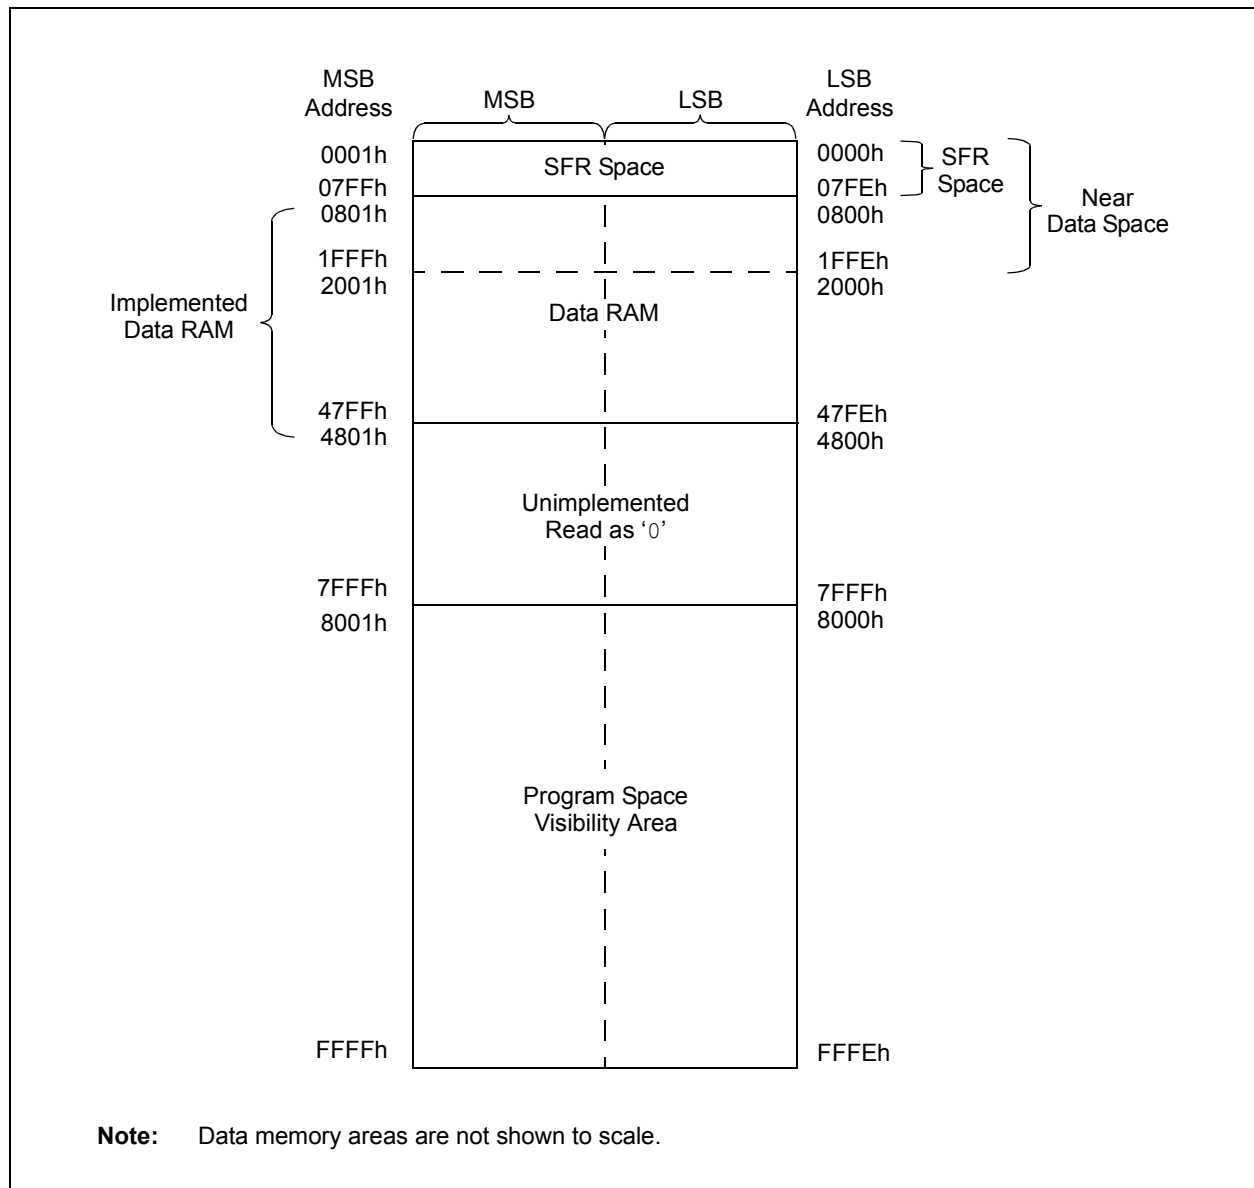 MSB
Address
MSB
LSB
LSB
Address
0001h
SFR Space
0000h
SFR
Space
07FFh
07FEh
0801h
0800h
Near
Data Space
1FFFh
1FFEh
2001h
2000h
Implemented
Data RAM
Data RAM
47FFh
47FEh
4801h
4800h
Unimplemented
Read as ‘0’
7FFFh
7FFFh
8001h
8000h
Program Space
Visibility Area
FFFFh
FFFEh
Note: Data memory areas are not shown to scale.